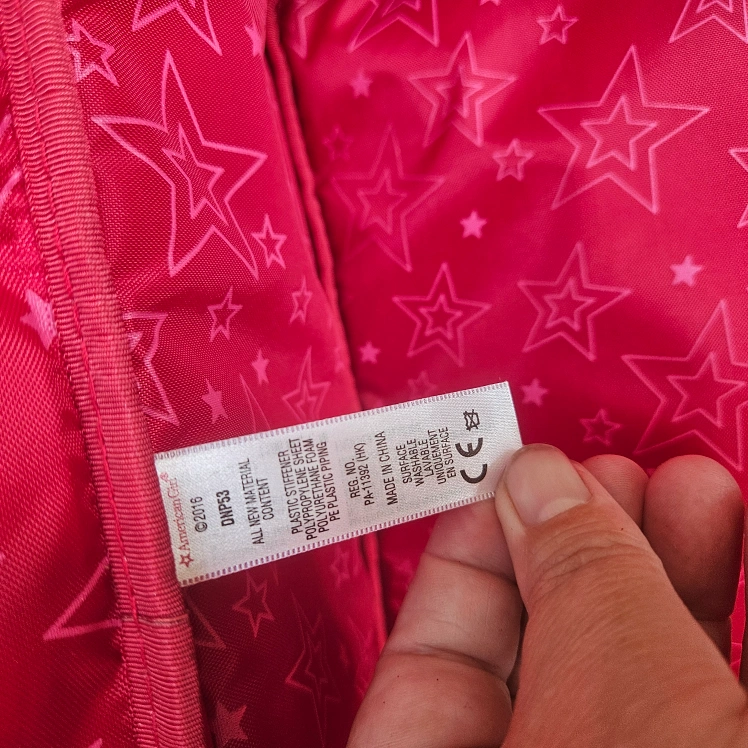 American Girl®
©2016
DNP53
ALL NEW MATERIAL
CONTENT
PLASTIC STIFFENER
POLYPROPYLENE SHEET
POLYURETHANE FOAM
PE PLASTIC PIPING
REG. NO.
PA-11392 (HK)
MADE IN CHINA
SURFACE
WASHABLE
LAVABLE
UNIQUEMENT
EN SURFACE
CE